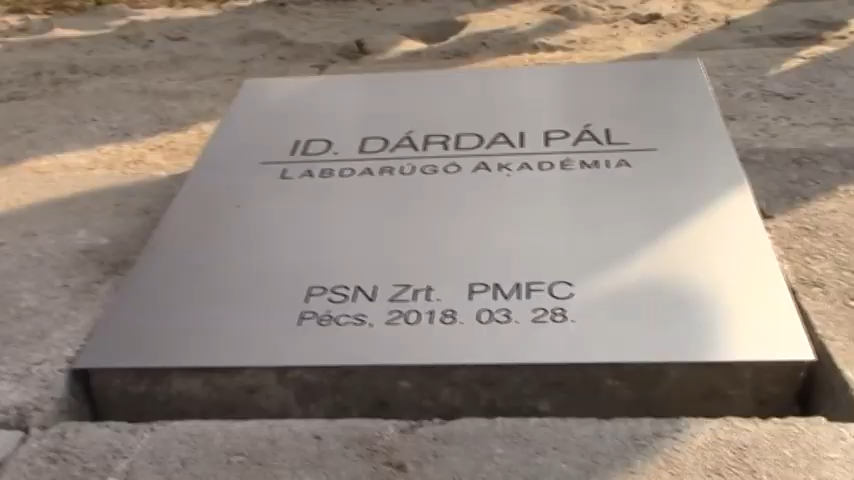 ID. DÁRDAI PÁL
LABDARÚGÓ AKADÉMIA
PSN Zrt. PMFC
Pécs, 2018. 03. 28.